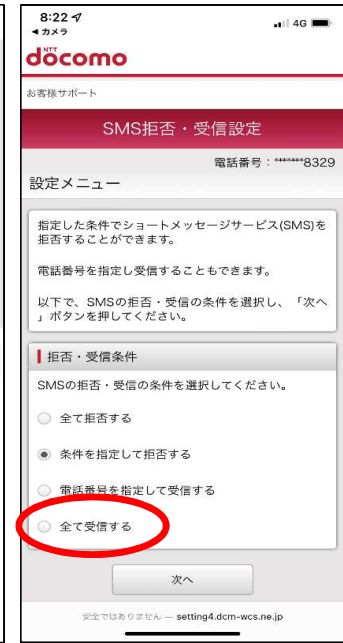 8:22
4G
◀ カメラ
NTT
döcomo
お客様サポート
SMS拒否・受信設定
電話番号：*******8329
設定メニュー
指定した条件でショートメッセージサービス(SMS)を
拒否することができます。
電話番号を指定し受信することもできます。
以下で、SMSの拒否・受信の条件を選択し、「次へ
」ボタンを押してください。
拒否・受信条件
SMSの拒否・受信の条件を選択してください。
全て拒否する
条件を指定して拒否する
電話番号を指定して受信する
全て受信する
次へ
安全ではありません — setting4.dcm-wcs.ne.jp